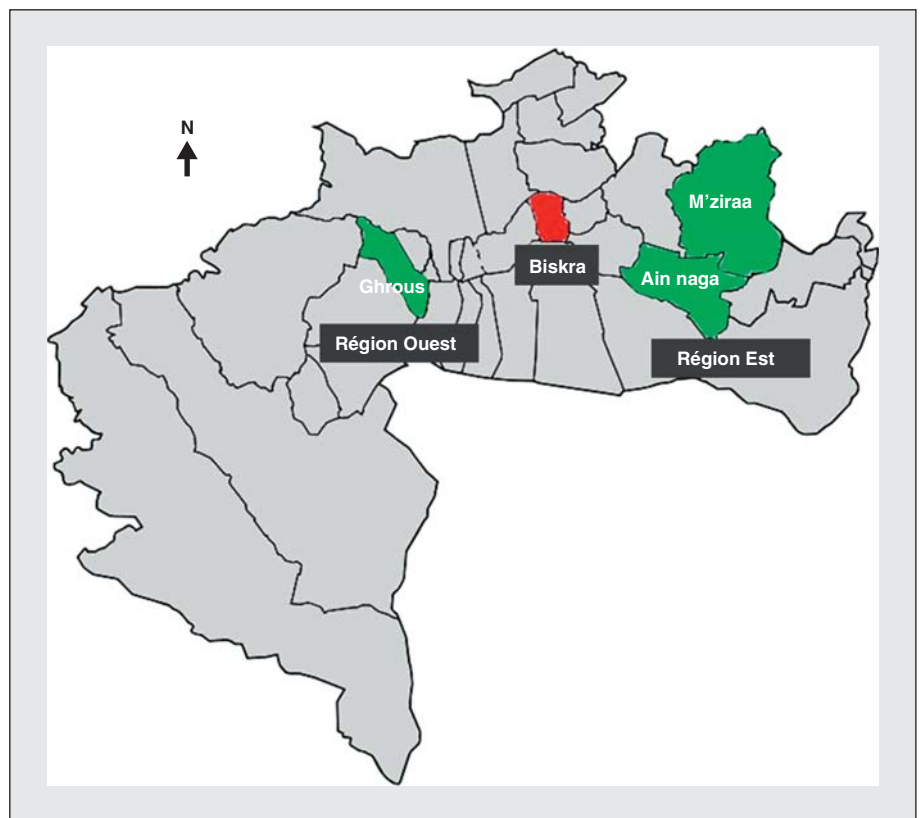 N
M'ziraa
Biskra
Ain naga
Ghrous
Région Ouest
Région Est